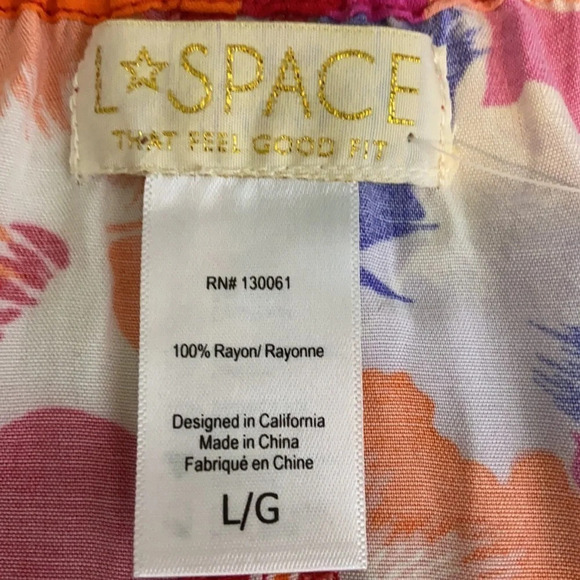 L☆SPACE
THAT FEEL GOOD FIT
RN# 130061
100% Rayon/ Rayonne
Designed in California
Made in China
Fabriqué en Chine
L/G